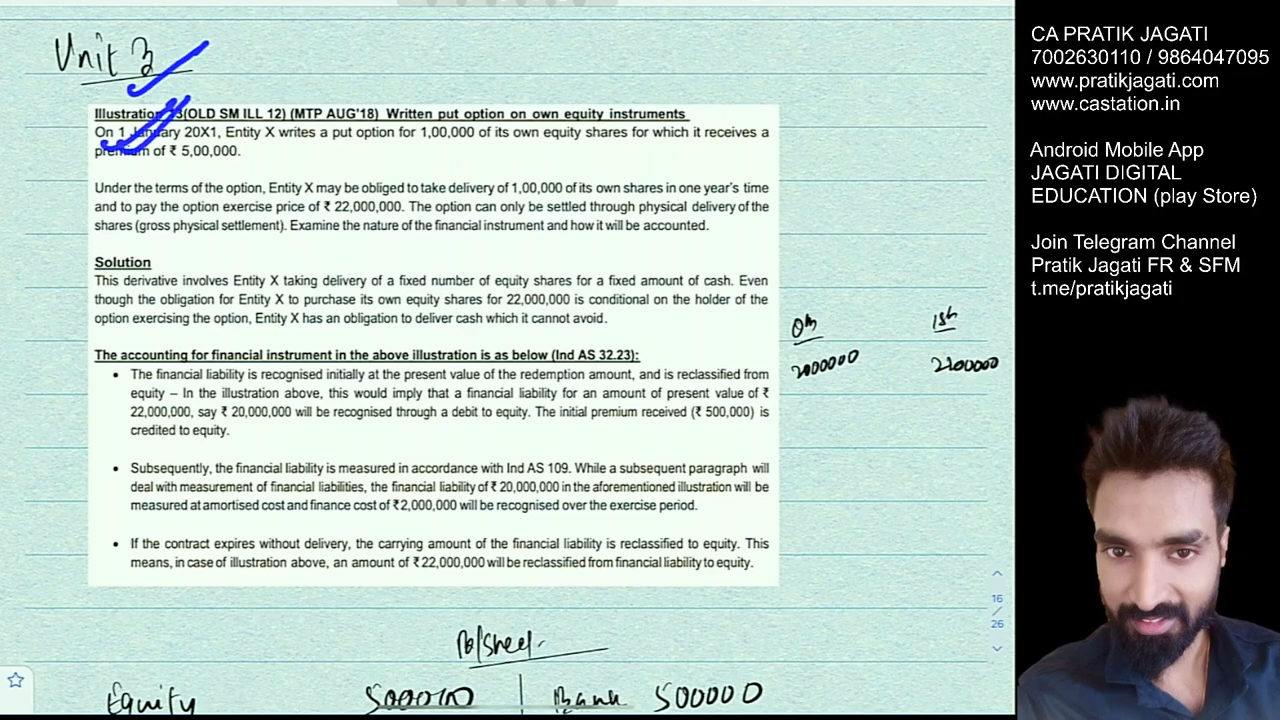 Unit 3
Illustration 3(OLD SM ILL 12) (MTP AUG'18) Written put option on own equity instruments
On 1 January 20X1, Entity X writes a put option for 1,00,000 of its own equity shares for which it receives a
premium of ₹ 5,00,000.
Under the terms of the option, Entity X may be obliged to take delivery of 1,00,000 of its own shares in one year's time
and to pay the option exercise price of ₹ 22,000,000. The option can only be settled through physical delivery of the
shares (gross physical settlement). Examine the nature of the financial instrument and how it will be accounted.
Solution
This derivative involves Entity X taking delivery of a fixed number of equity shares for a fixed amount of cash. Even
though the obligation for Entity X to purchase its own equity shares for 22,000,000 is conditional on the holder of the
option exercising the option, Entity X has an obligation to deliver cash which it cannot avoid.
The accounting for financial instrument in the above illustration is as below (Ind AS 32.23):
• The financial liability is recognised initially at the present value of the redemption amount, and is reclassified from
equity – In the illustration above, this would imply that a financial liability for an amount of present value of ₹
22,000,000, say ₹ 20,000,000 will be recognised through a debit to equity. The initial premium received (₹ 500,000) is
credited to equity.
• Subsequently, the financial liability is measured in accordance with Ind AS 109. While a subsequent paragraph will
deal with measurement of financial liabilities, the financial liability of ₹ 20,000,000 in the aforementioned illustration will be
measured at amortised cost and finance cost of ₹2,000,000 will be recognised over the exercise period.
• If the contract expires without delivery, the carrying amount of the financial liability is reclassified to equity. This
means, in case of illustration above, an amount of ₹22,000,000 will be reclassified from financial liability to equity.
B/Sheet
Equity 500000 Bank 500000
16
/
26
CA PRATIK JAGATI
7002630110 / 9864047095
www.pratikjagati.com
www.castation.in
Android Mobile App
JAGATI DIGITAL
EDUCATION (play Store)
Join Telegram Channel
Pratik Jagati FR & SFM
t.me/pratikjagati